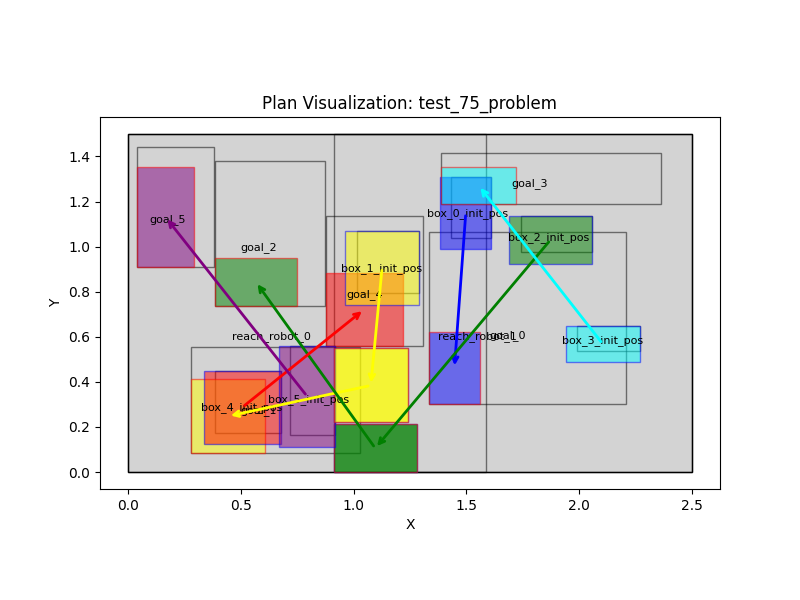 Plan Visualization: test_75_problem
1.4
1.2
1.0
0.8
0.6
0.4
0.2
0.0
Y
goal_3
box_0_init_pos
goal_5
box_2_init_pos
goal_2
box_1_init_pos
goal_4
reach_robot_0
reach_robot_1
goal_0
box_3_init_pos
box_5_init_pos
box_4_init_pos
goal_1
0.0
0.5
1.0
1.5
2.0
2.5
X